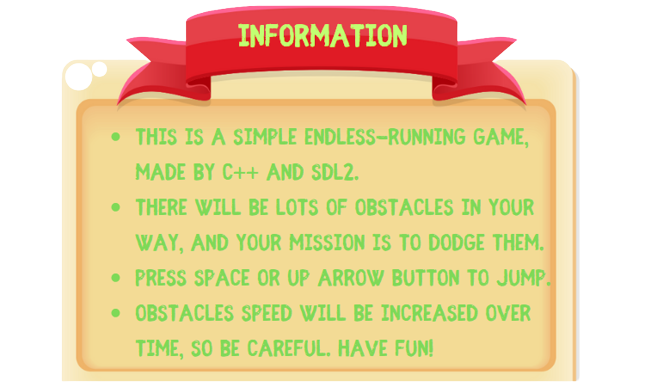 INFORMATION
• THIS IS A SIMPLE ENDLESS-RUNNING GAME,
MADE BY C++ AND SDL2.
• THERE WILL BE LOTS OF OBSTACLES IN YOUR
WAY, AND YOUR MISSION IS TO DODGE THEM.
• PRESS SPACE OR UP ARROW BUTTON TO JUMP.
• OBSTACLES SPEED WILL BE INCREASED OVER
TIME, SO BE CAREFUL. HAVE FUN!